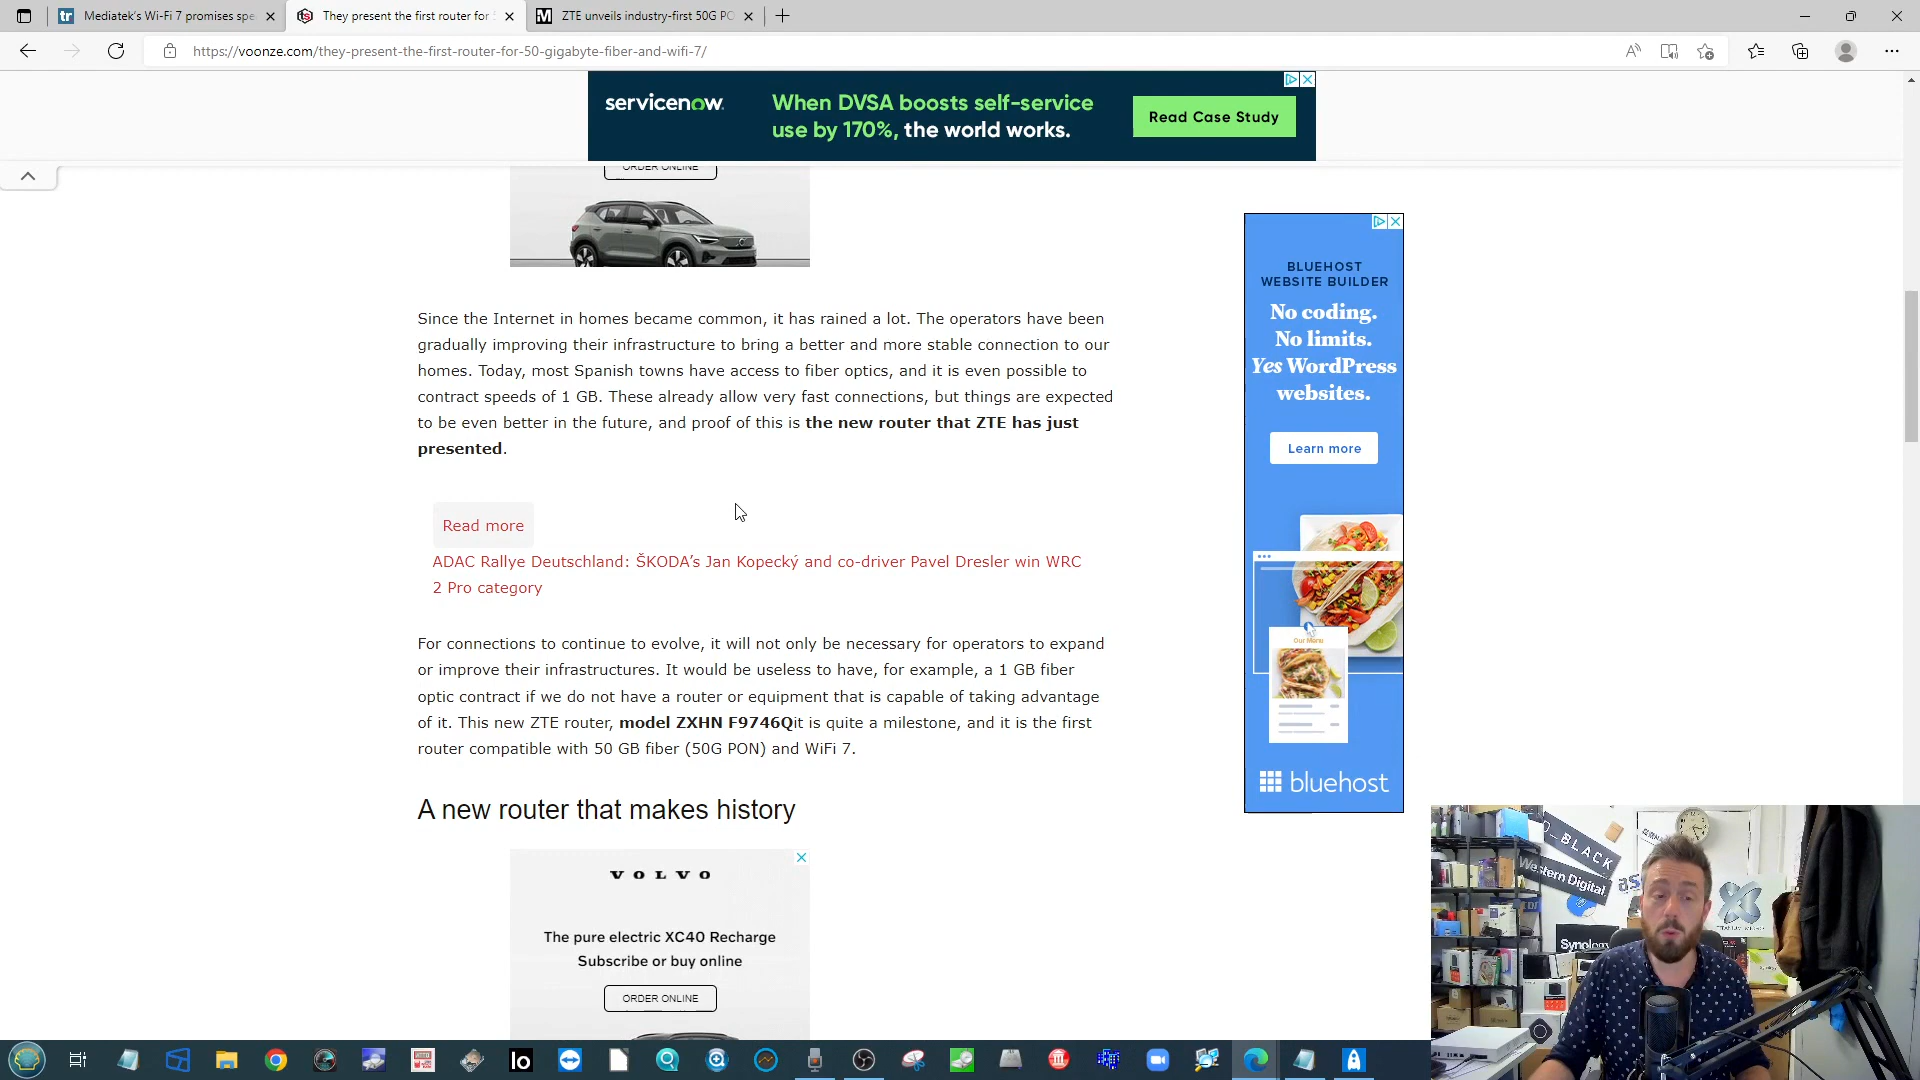 Mediatek's Wi-Fi 7 promises spe
They present the first router for
ZTE unveils industry-first 50G PO
https://voonze.com/they-present-the-first-router-for-50-gigabyte-fiber-and-wifi-7/
servicenow.
When DVSA boosts self-service
use by 170%, the world works.
Read Case Study
ORDER ONLINE
Since the Internet in homes became common, it has rained a lot. The operators have been
gradually improving their infrastructure to bring a better and more stable connection to our
homes. Today, most Spanish towns have access to fiber optics, and it is even possible to
contract speeds of 1 GB. These already allow very fast connections, but things are expected
to be even better in the future, and proof of this is the new router that ZTE has just
presented.
Read more
ADAC Rallye Deutschland: ŠKODA's Jan Kopecký and co-driver Pavel Dresler win WRC
2 Pro category
For connections to continue to evolve, it will not only be necessary for operators to expand
or improve their infrastructures. It would be useless to have, for example, a 1 GB fiber
optic contract if we do not have a router or equipment that is capable of taking advantage
of it. This new ZTE router, model ZXHN F9746Qit is quite a milestone, and it is the first
router compatible with 50 GB fiber (50G PON) and WiFi 7.
A new router that makes history
VOLVO
The pure electric XC40 Recharge
Subscribe or buy online
ORDER ONLINE
BLUEHOST
WEBSITE BUILDER
No coding.
No limits.
Yes WordPress
websites.
Learn more
Our Menu
bluehost
D_BLACK
Western Digital.
as
Synology
Io